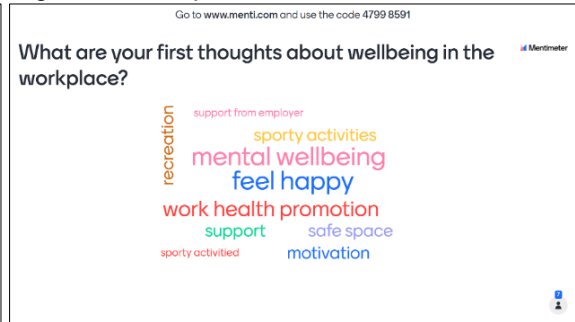 Go to www.menti.com and use the code 4799 8591
What are your first thoughts about wellbeing in the
workplace?
Mentimeter
recreation
support from employer
sporty activities
mental wellbeing
feel happy
work health promotion
support
safe space
sporty activitied
motivation